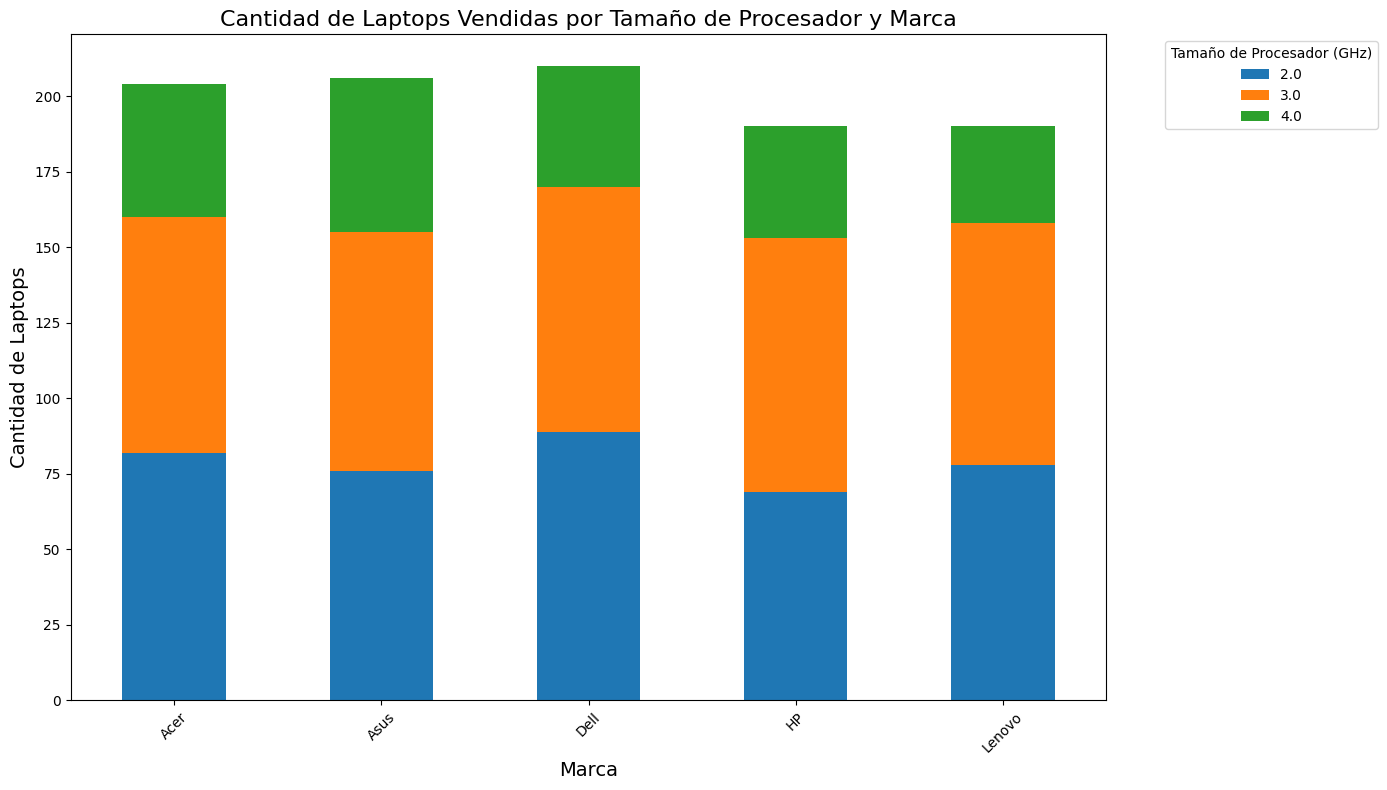 Cantidad de Laptops Vendidas por Tamaño de Procesador y Marca
Tamaño de Procesador (GHz)
2.0
3.0
4.0
Cantidad de Laptops
200
175
150
125
100
75
50
25
0
Acer
Asus
Dell
HP
Lenovo
Marca